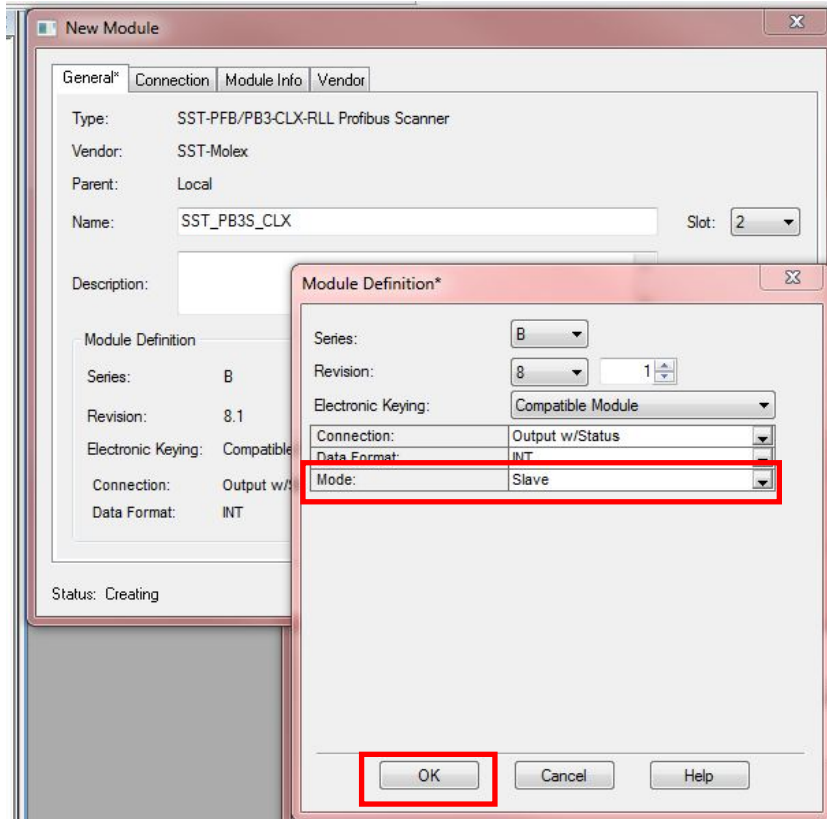 New Module
General* Connection Module Info Vendor
Type: SST-PFB/PB3-CLX-RLL Profibus Scanner
Vendor: SST-Molex
Parent: Local
Name: SST_PB3S_CLX Slot: 2
Description:
Module Definition
Series: B
Revision: 8.1
Electronic Keying: Compatible
Connection: Output w/
Data Format: INT
Status: Creating
Module Definition*
Series: B
Revision: 8 1
Electronic Keying: Compatible Module
Connection: Output w/Status
Data Format: INT
Mode: Slave
OK Cancel Help